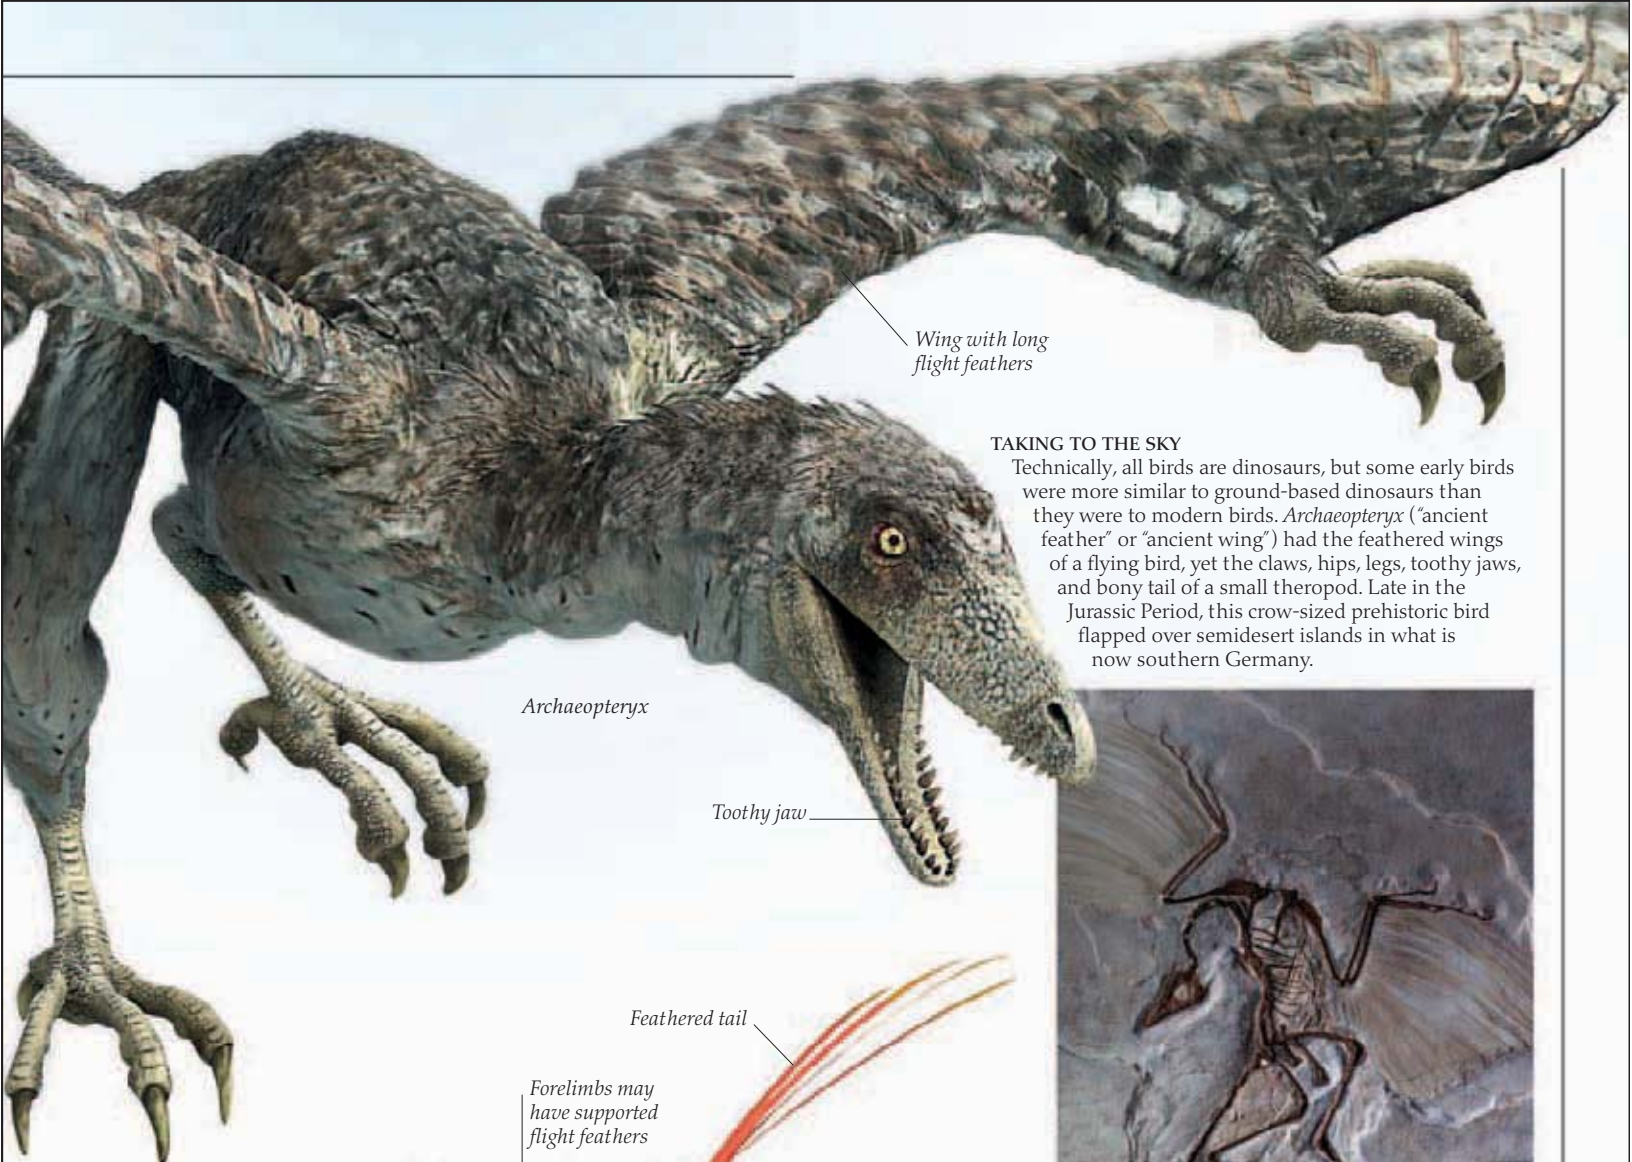 Wing with long
flight feathers
TAKING TO THE SKY
Technically, all birds are dinosaurs, but some early birds
were more similar to ground-based dinosaurs than
they were to modern birds. Archaeopteryx (“ancient
feather” or “ancient wing”) had the feathered wings
of a flying bird, yet the claws, hips, legs, toothy jaws,
and bony tail of a small theropod. Late in the
Jurassic Period, this crow-sized prehistoric bird
flapped over semidesert islands in what is
now southern Germany.
Archaeopteryx
Toothy jaw
Feathered tail
Forelimbs may
have supported
flight feathers